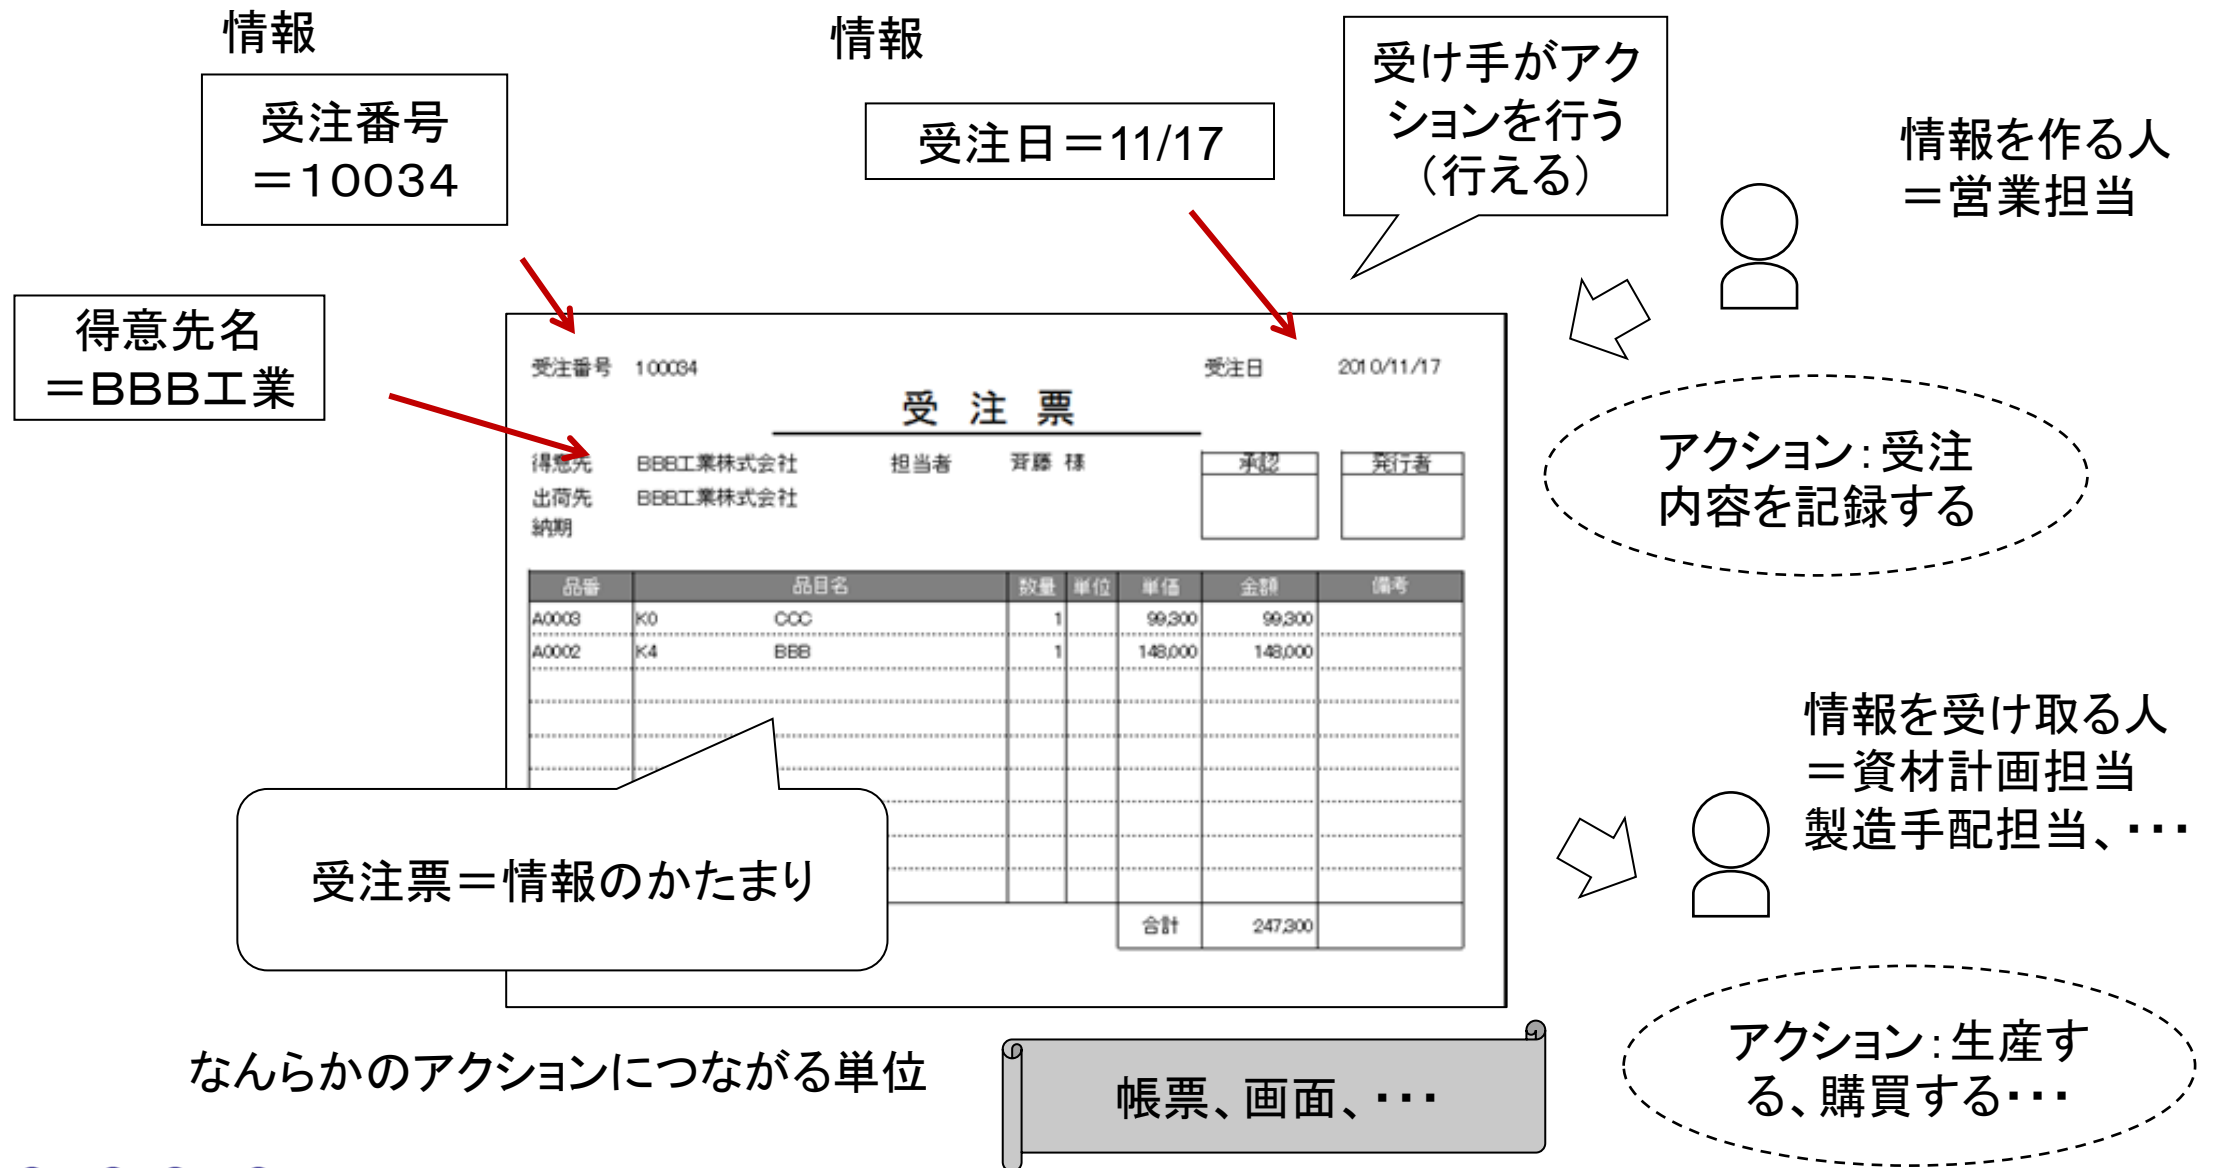 情報
情報
受注番号
＝10034
受注日＝11/17
受け手がアク
ションを行う
（行える）
情報を作る人
＝営業担当
得意先名
＝BBB工業
受注番号 100034
受注日 2010/11/17
受 注 票
得意先 BBB工業株式会社 担当者 斉藤 様 承認 発行者
出荷先 BBB工業株式会社
納期
アクション：受注
内容を記録する
品番 品目名 数量 単位 単価 金額 備考
A0003 K0 CCC 1 99,300 99,300
A0002 K4 BBB 1 148,000 148,000
受注票＝情報のかたまり
合計 247,300
情報を受け取る人
＝資材計画担当
製造手配担当、・・・
なんらかのアクションにつながる単位
帳票、画面、・・・
アクション：生産す
る、購買する・・・